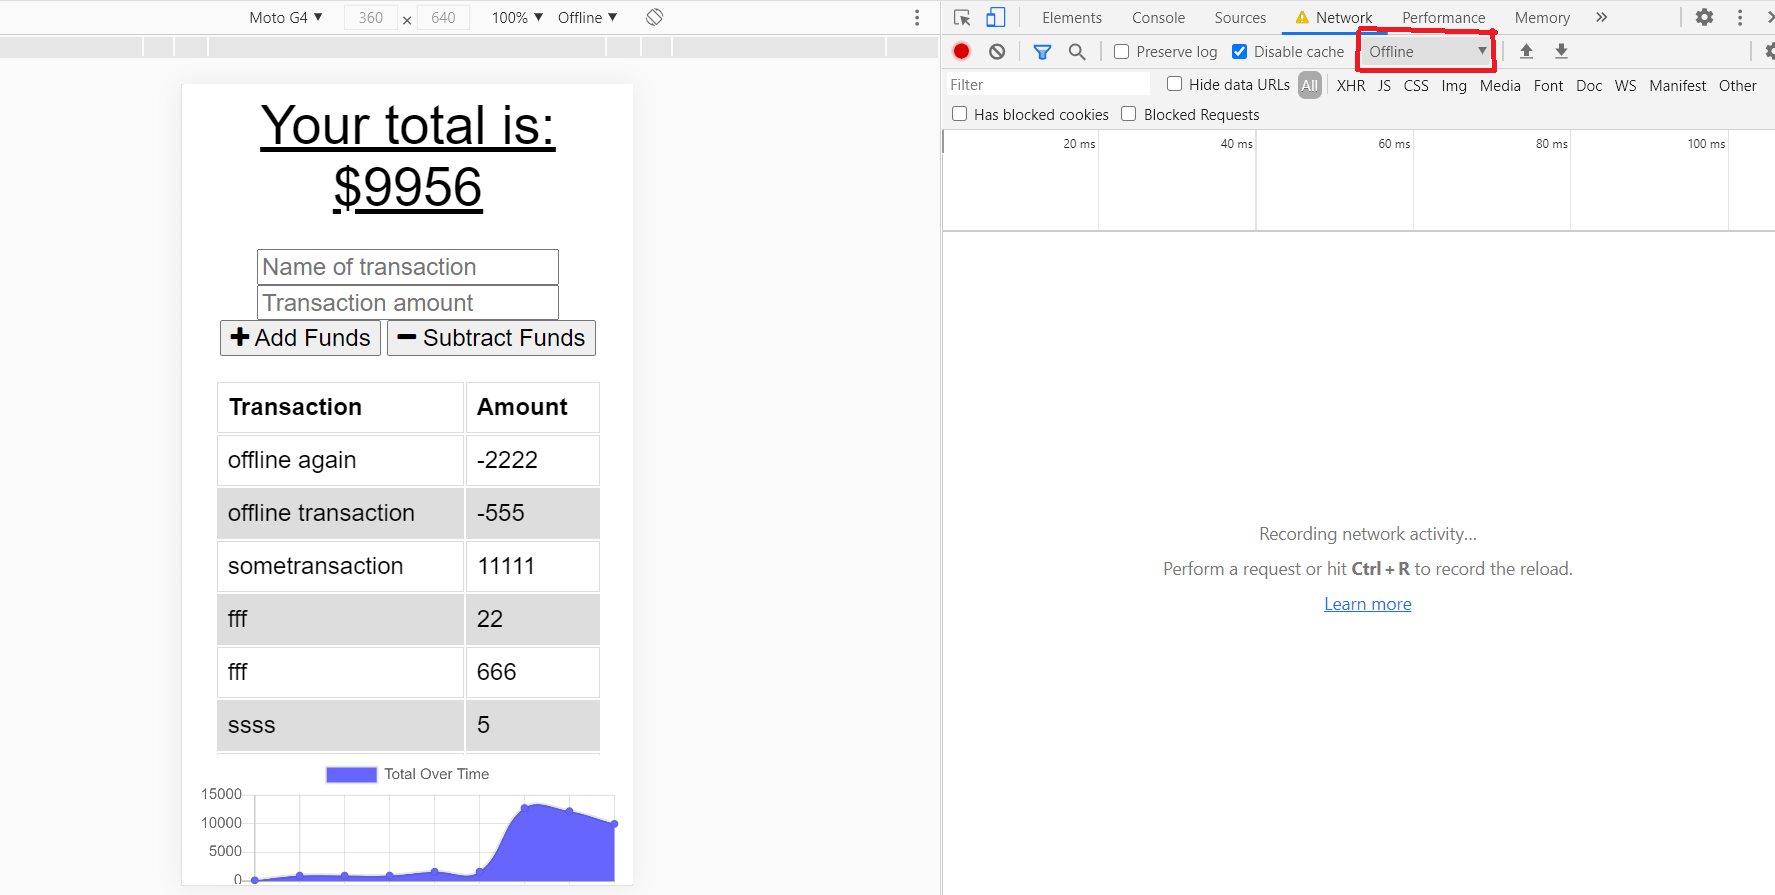 Moto G4 ▼ 360 × 640 100% ▼ Offline ▼
Your total is:
$9956
Name of transaction
Transaction amount
Add Funds Subtract Funds
Transaction Amount
offline again -2222
offline transaction -555
sometransaction 11111
fff 22
fff 666
ssss 5
Total Over Time
15000
10000
5000
0
Elements Console Sources Network Performance Memory »
Preserve log Disable cache Offline ▼
Filter Hide data URLs All XHR JS CSS Img Media Font Doc WS Manifest Other
Has blocked cookies Blocked Requests
20 ms 40 ms 60 ms 80 ms 100 ms
Recording network activity...
Perform a request or hit Ctrl + R to record the reload.
Learn more